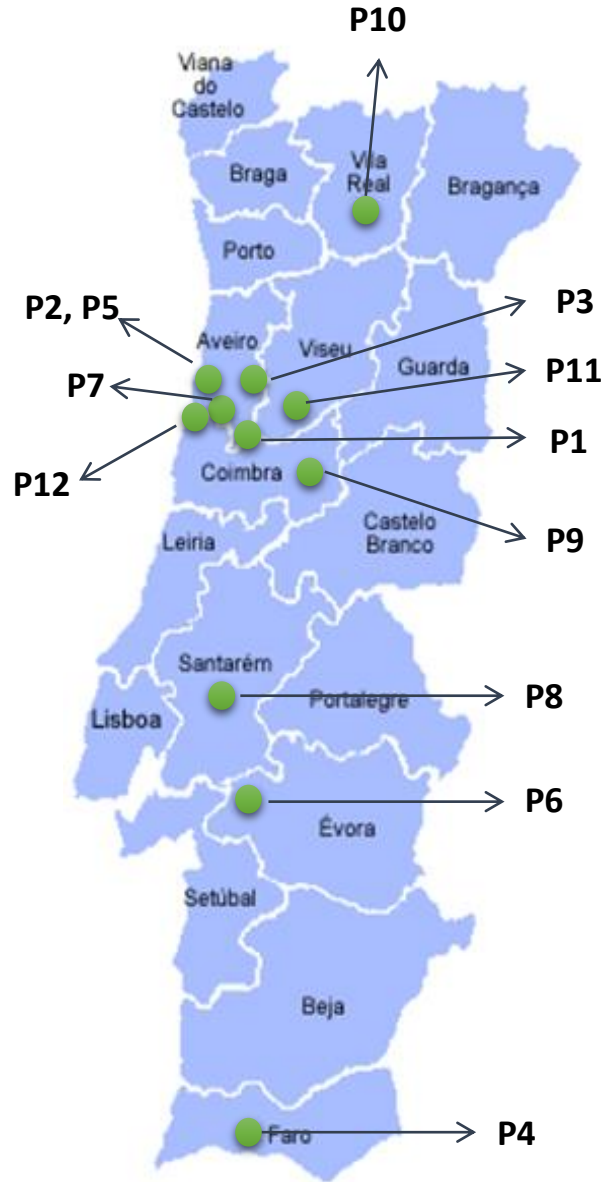 P10
Viana
do
Castelo
Vila
Real
Braga
Bragança
Porto
P2, P5
P3
Aveiro
Viseu
Guarda
P11
P7
P1
P12
Coimbra
Castelo
Branco
P9
Leiria
Santarém
Portalegre
P8
Lisboa
P6
Évora
Setúbal
Beja
Faro
P4